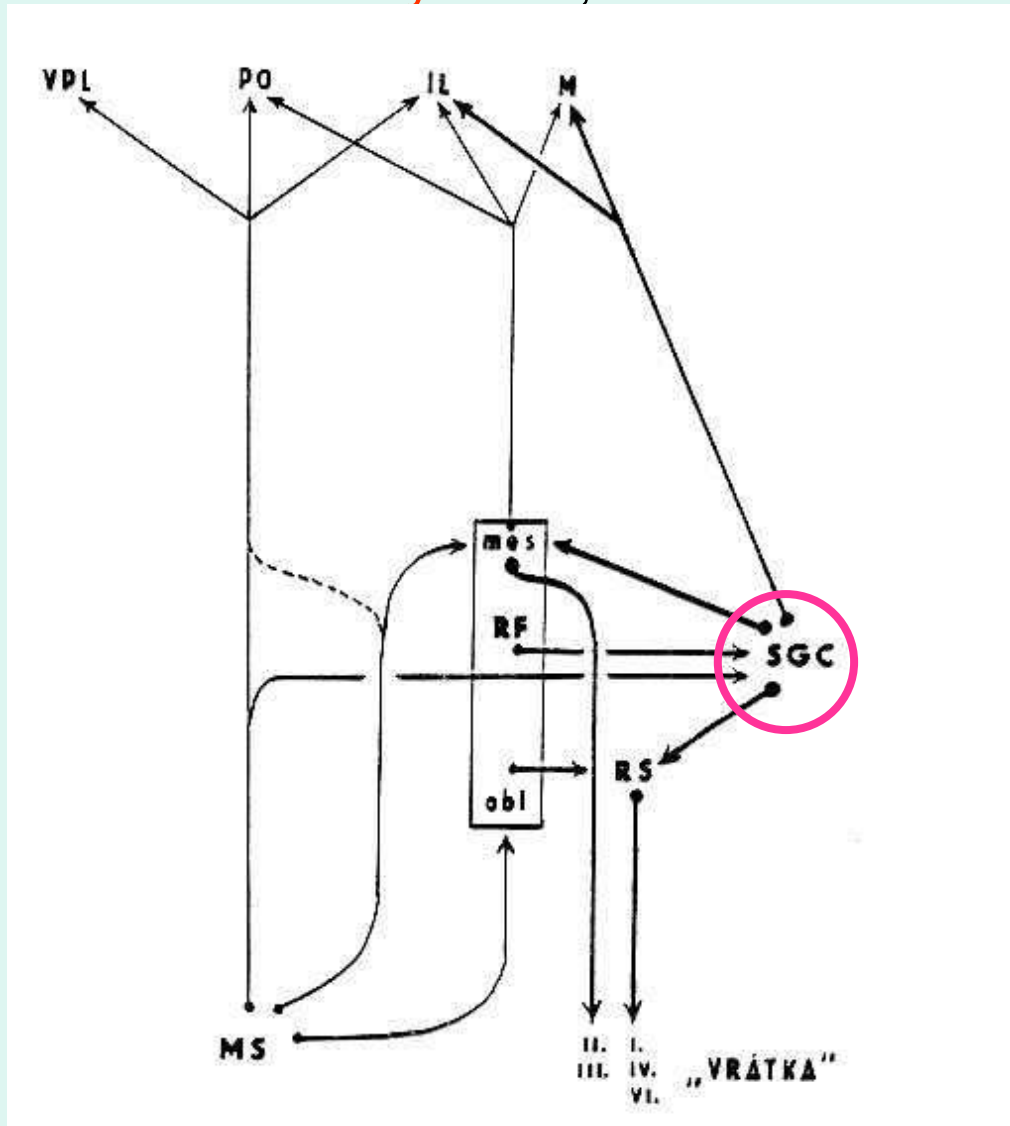 VPL PO IL M
mes
RF
SGC
RS
obl
MS
II. I.
III. IV. „VRÁTKA"
VI.